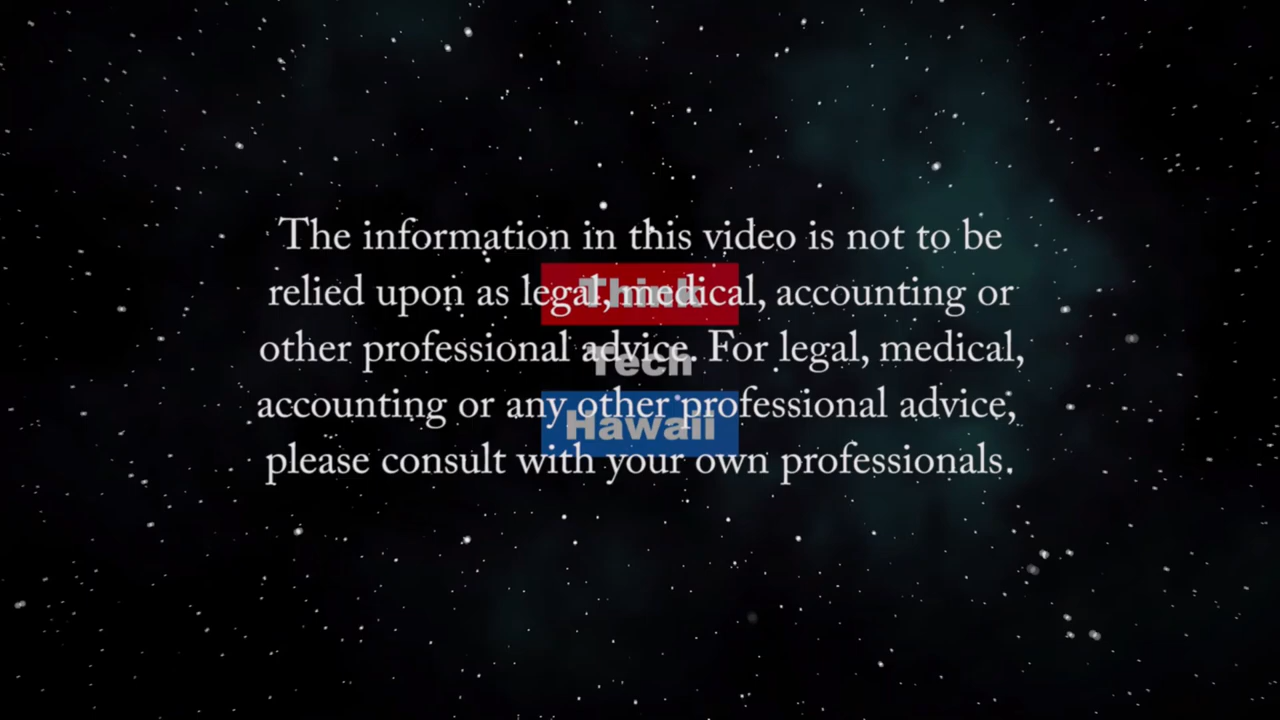 The information in this video is not to be
relied upon as legal, medical, accounting or
other professional advice. For legal, medical,
accounting or any other professional advice,
please consult with your own professionals.
Think
Tech
Hawaii